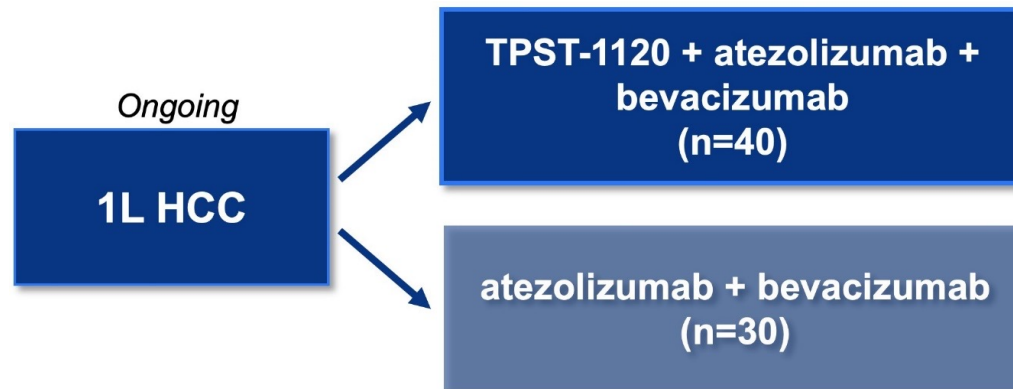 Ongoing
1L HCC
TPST-1120 + atezolizumab +
bevacizumab
(n=40)
atezolizumab + bevacizumab
(n=30)